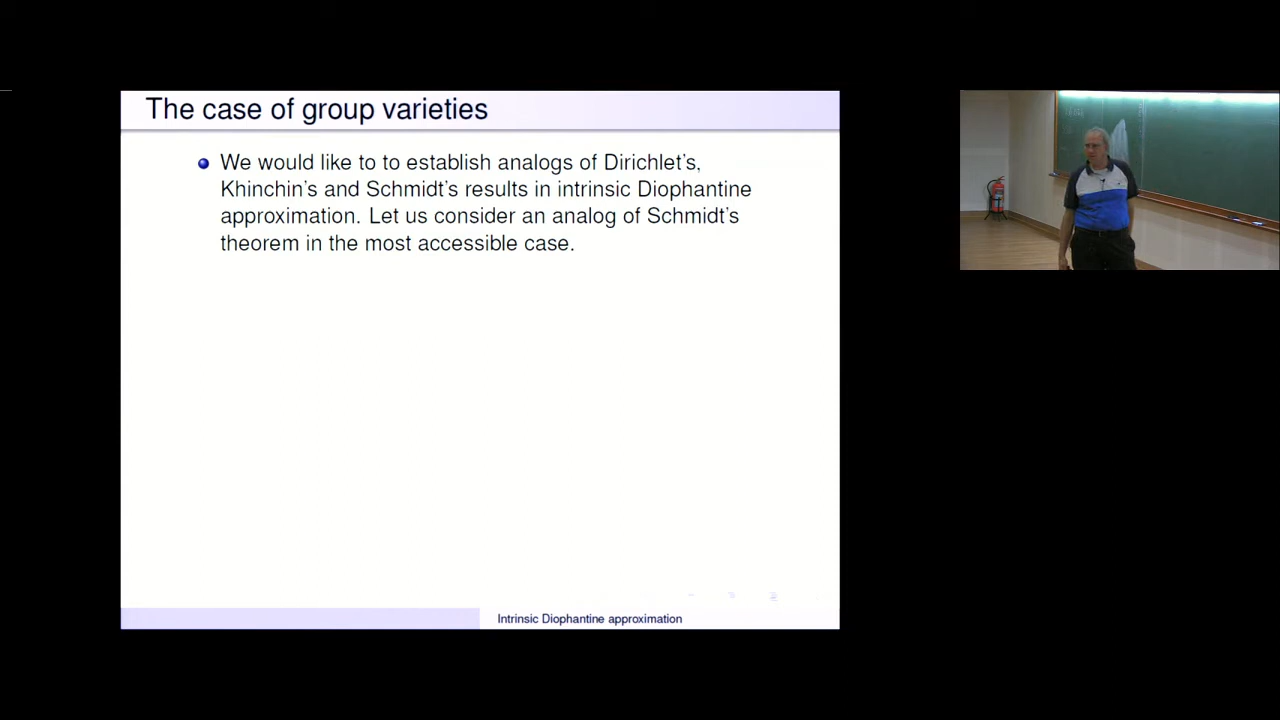 The case of group varieties
We would like to to establish analogs of Dirichlet's,
Khinchin's and Schmidt's results in intrinsic Diophantine
approximation. Let us consider an analog of Schmidt's
theorem in the most accessible case.
Intrinsic Diophantine approximation